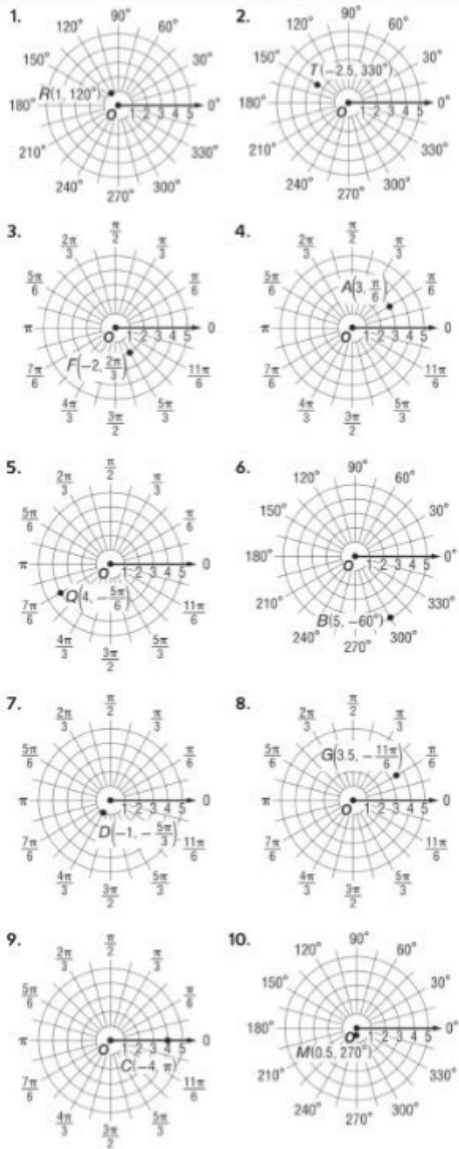 1.
90°
120° 60°
150° 30°
R(1, 120°)
180° O 1 2 3 4 5 0°
210° 330°
240° 300°
270°
2.
90°
120° 60°
150° 30°
T(−2.5, 330°)
180° O 1 2 3 4 5 0°
210° 330°
240° 300°
270°
3.
π/2
2π/3 π/3
5π/6 π/6
π O 1 2 3 4 5 0
F(−2, 2π/3)
7π/6 11π/6
4π/3 5π/3
3π/2
4.
π/2
2π/3 π/3
A(3, π/6)
5π/6 π/6
π O 1 2 3 4 5 0
7π/6 11π/6
4π/3 5π/3
3π/2
5.
π/2
2π/3 π/3
5π/6 π/6
π O 1 2 3 4 5 0
Q(4, −5π/6)
7π/6 11π/6
4π/3 5π/3
3π/2
6.
90°
120° 60°
150° 30°
180° O 1 2 3 4 5 0°
210° 330°
B(5, −60°)
240° 300°
270°
7.
π/2
2π/3 π/3
5π/6 π/6
π O 1 2 3 4 5 0
D(−1, −5π/3)
7π/6 11π/6
4π/3 5π/3
3π/2
8.
π/2
2π/3 π/3
G(3.5, −11π/6)
5π/6 π/6
π O 1 2 3 4 5 0
7π/6 11π/6
4π/3 5π/3
3π/2
9.
π/2
2π/3 π/3
5π/6 π/6
π O 1 2 3 4 5 0
C(−4, π)
7π/6 11π/6
4π/3 5π/3
3π/2
10.
90°
120° 60°
150° 30°
180° O 1 2 3 4 5 0°
M(0.5, 270°)
210° 330°
240° 300°
270°